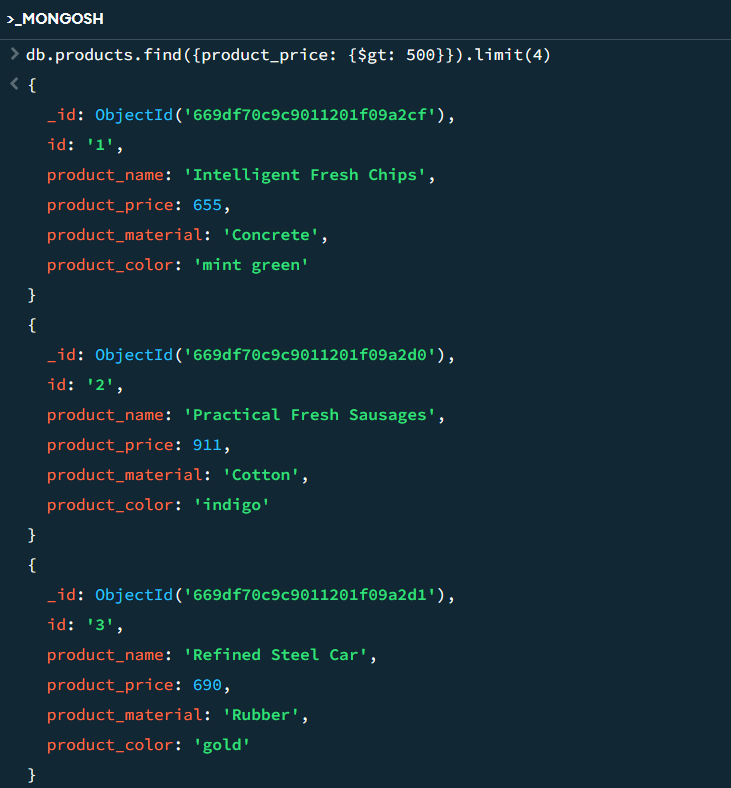 >_MONGOSH
> db.products.find({product_price: {$gt: 500}}).limit(4)
< {
_id: ObjectId('669df70c9c9011201f09a2cf'),
id: '1',
product_name: 'Intelligent Fresh Chips',
product_price: 655,
product_material: 'Concrete',
product_color: 'mint green'
}
{
_id: ObjectId('669df70c9c9011201f09a2d0'),
id: '2',
product_name: 'Practical Fresh Sausages',
product_price: 911,
product_material: 'Cotton',
product_color: 'indigo'
}
{
_id: ObjectId('669df70c9c9011201f09a2d1'),
id: '3',
product_name: 'Refined Steel Car',
product_price: 690,
product_material: 'Rubber',
product_color: 'gold'
}